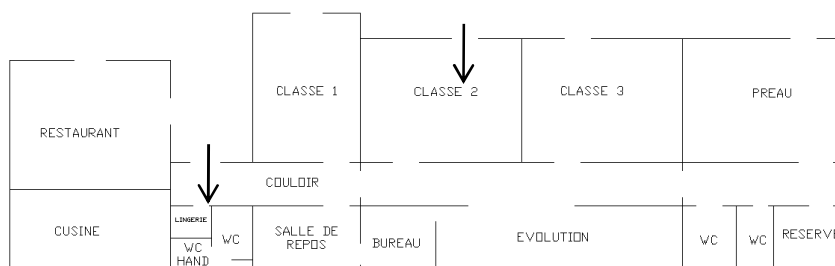 CLASSE 1
CLASSE 2
CLASSE 3
PREAU
RESTAURANT
COULOIR
LINGERIE
CUSINE
WC
SALLE DE
REPOS
BUREAU
EVOLUTION
WC
WC
RESERVE
WC
HAND